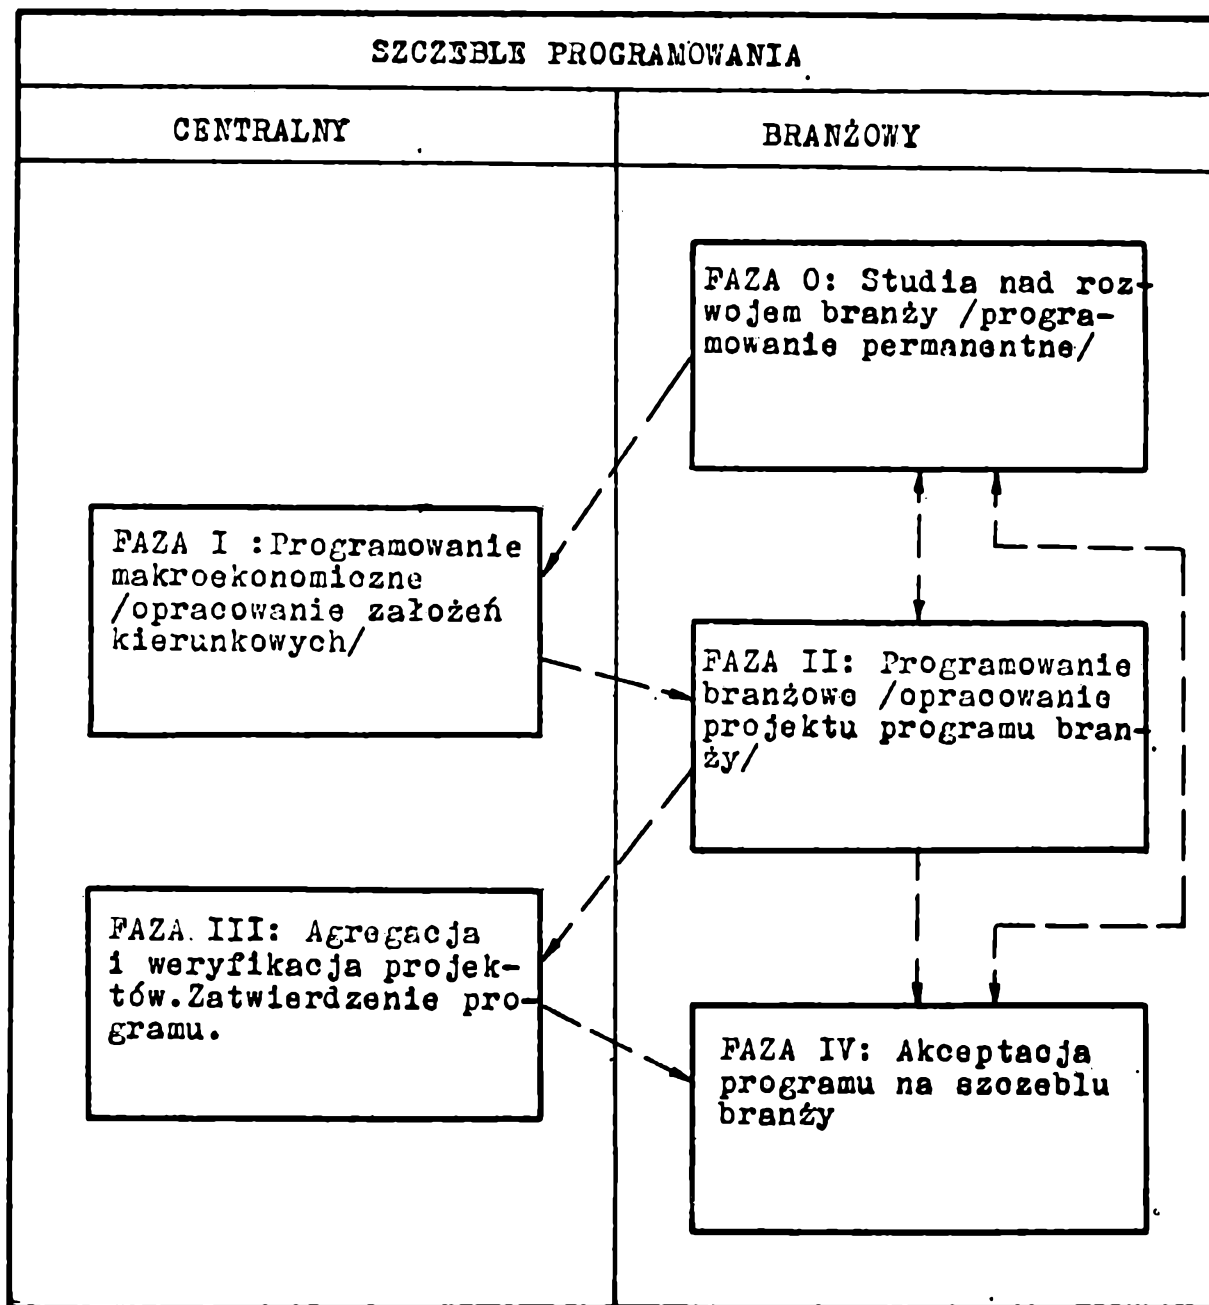 SZCZEBLE PROGRAMOWANIA
CENTRALNY
BRANŻOWY
FAZA O: Studia nad roz-
wojem branży /progra-
mowanie permanentne/
FAZA I :Programowanie
makroekonomiczne
/opracowanie założeń
kierunkowych/
FAZA II: Programowanie
branżowe /opracowanie
projektu programu bran-
ży/
FAZA III: Agregacja
i weryfikacja projek-
tów.Zatwierdzenie pro-
gramu.
FAZA IV: Akceptacja
programu na szczeblu
branży